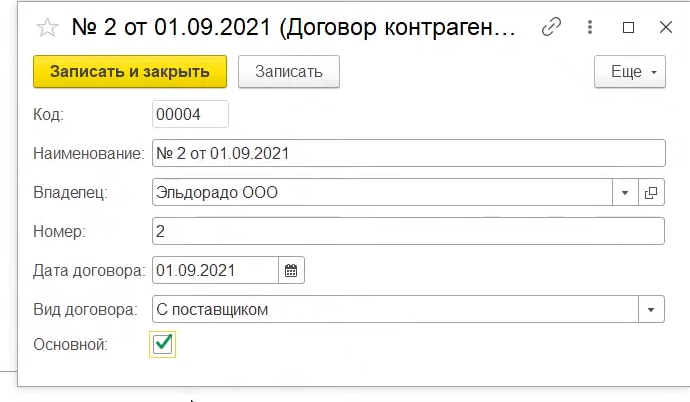 № 2 от 01.09.2021 (Договор контраген...
Записать и закрыть Записать Еще
Код: 00004
Наименование: № 2 от 01.09.2021
Владелец: Эльдорадо ООО
Номер: 2
Дата договора: 01.09.2021
Вид договора: С поставщиком
Основной: